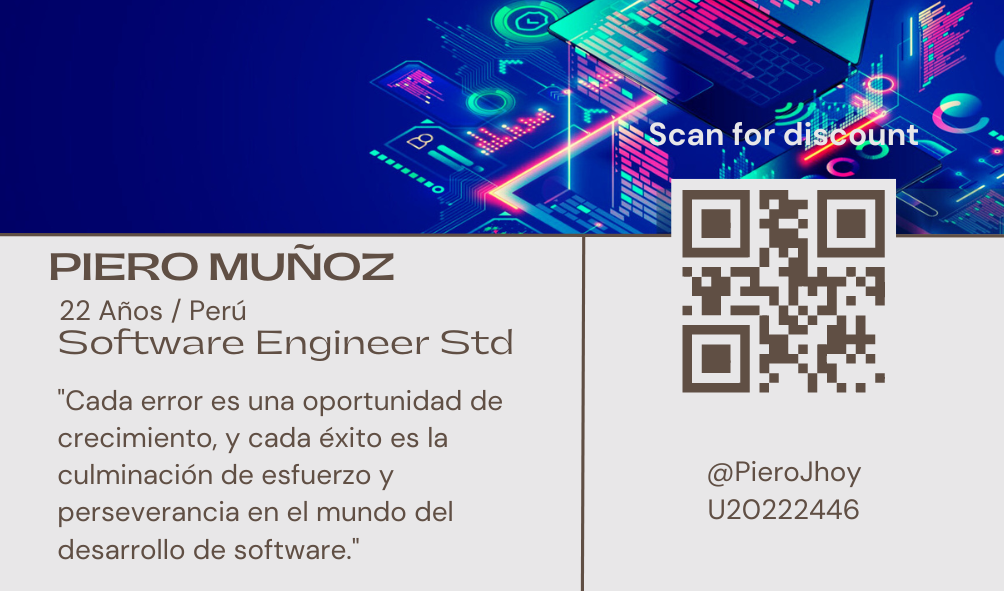 Scan for discount
PIERO MUÑOZ
22 Años / Perú
Software Engineer Std
"Cada error es una oportunidad de
crecimiento, y cada éxito es la
culminación de esfuerzo y
perseverancia en el mundo del
desarrollo de software."
@PieroJhoy
U20222446